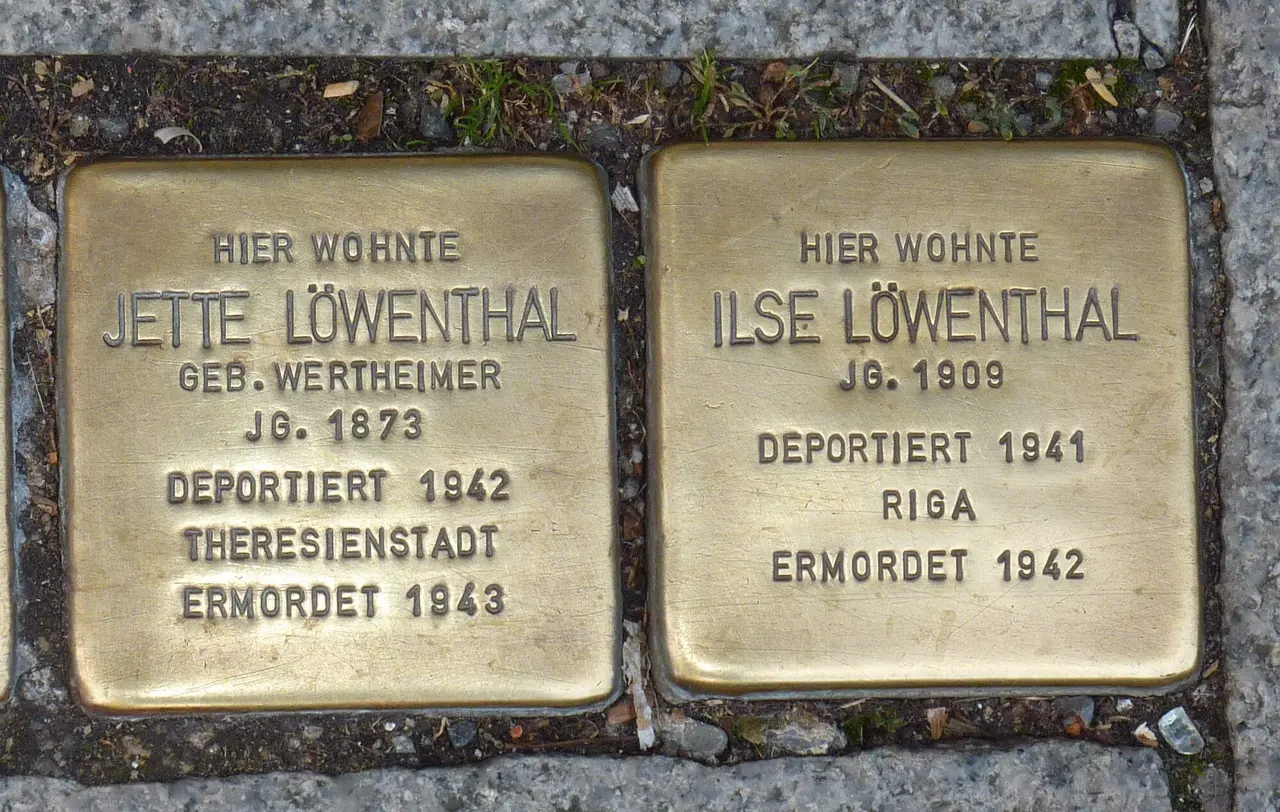 HIER WOHNTE
JETTE LÖWENTHAL
GEB. WERTHEIMER
JG. 1873
DEPORTIERT 1942
THERESIENSTADT
ERMORDET 1943
HIER WOHNTE
ILSE LÖWENTHAL
JG. 1909
DEPORTIERT 1941
RIGA
ERMORDET 1942